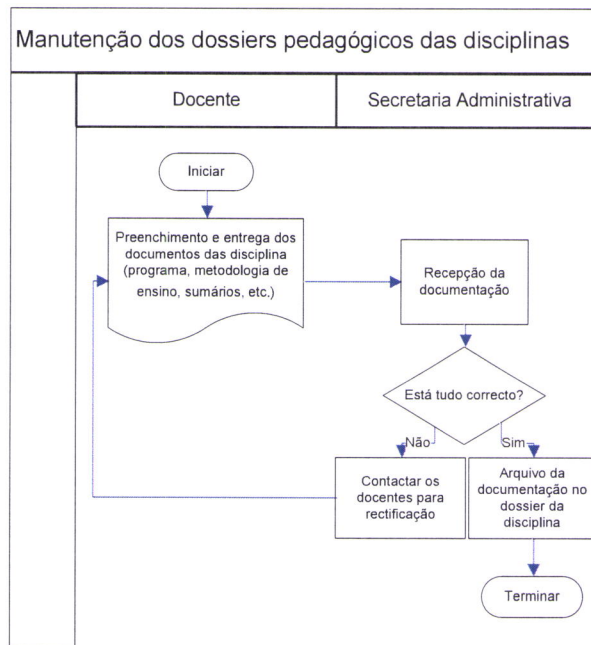 Manutenção dos dossiers pedagógicos das disciplinas
Docente
Secretaria Administrativa
Iniciar
Preenchimento e entrega dos
documentos das disciplina
(programa, metodologia de
ensino, sumários, etc.)
Recepção da
documentação
Está tudo correcto?
Não
Sim
Contactar os
docentes para
rectificação
Arquivo da
documentação no
dossier da
disciplina
Terminar